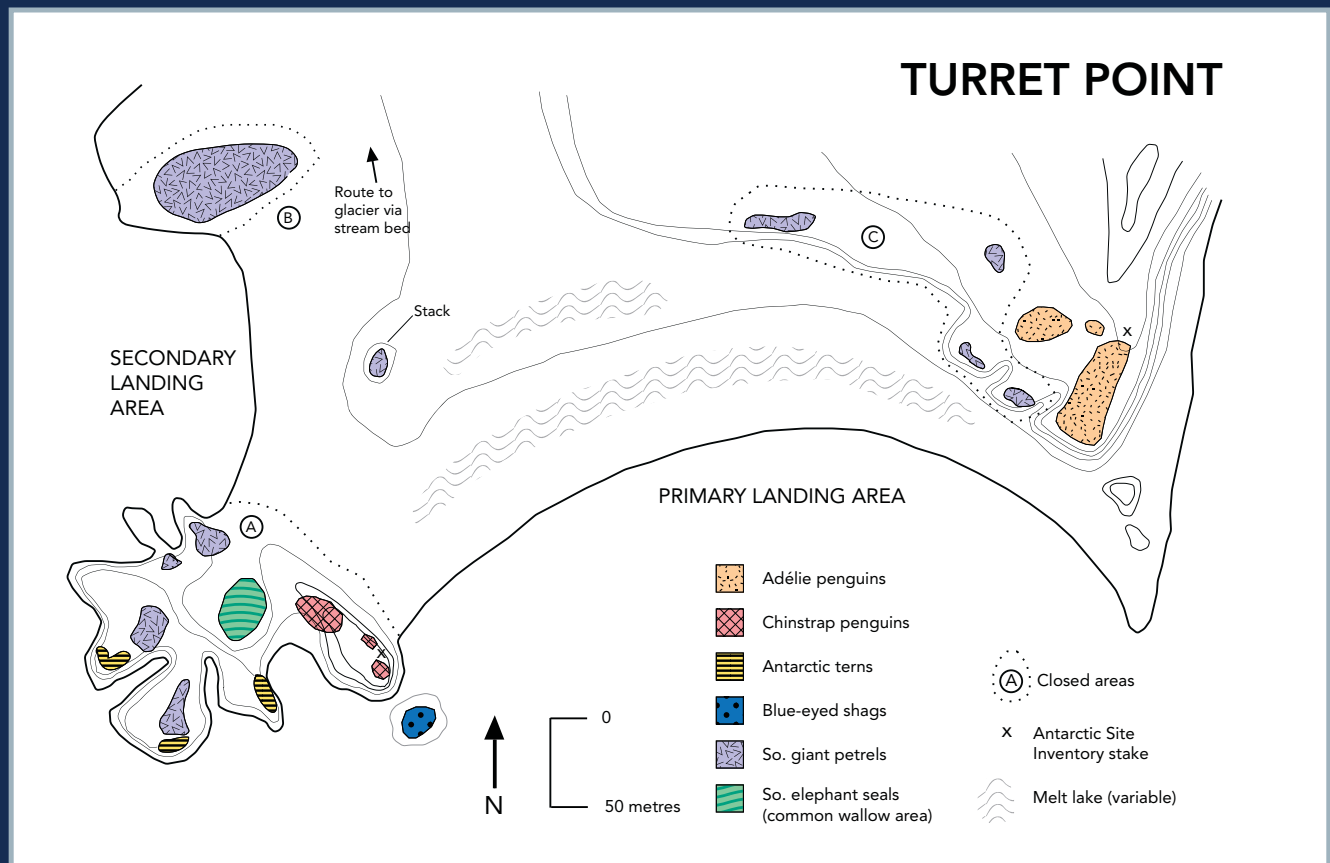 TURRET POINT
B
Route to
glacier via
stream bed
C
Stack
x
SECONDARY
LANDING
AREA
A
x
PRIMARY LANDING AREA
N
0
50 metres
Adélie penguins
Chinstrap penguins
Antarctic terns
Blue-eyed shags
So. giant petrels
So. elephant seals
(common wallow area)
A Closed areas
x Antarctic Site
Inventory stake
Melt lake (variable)